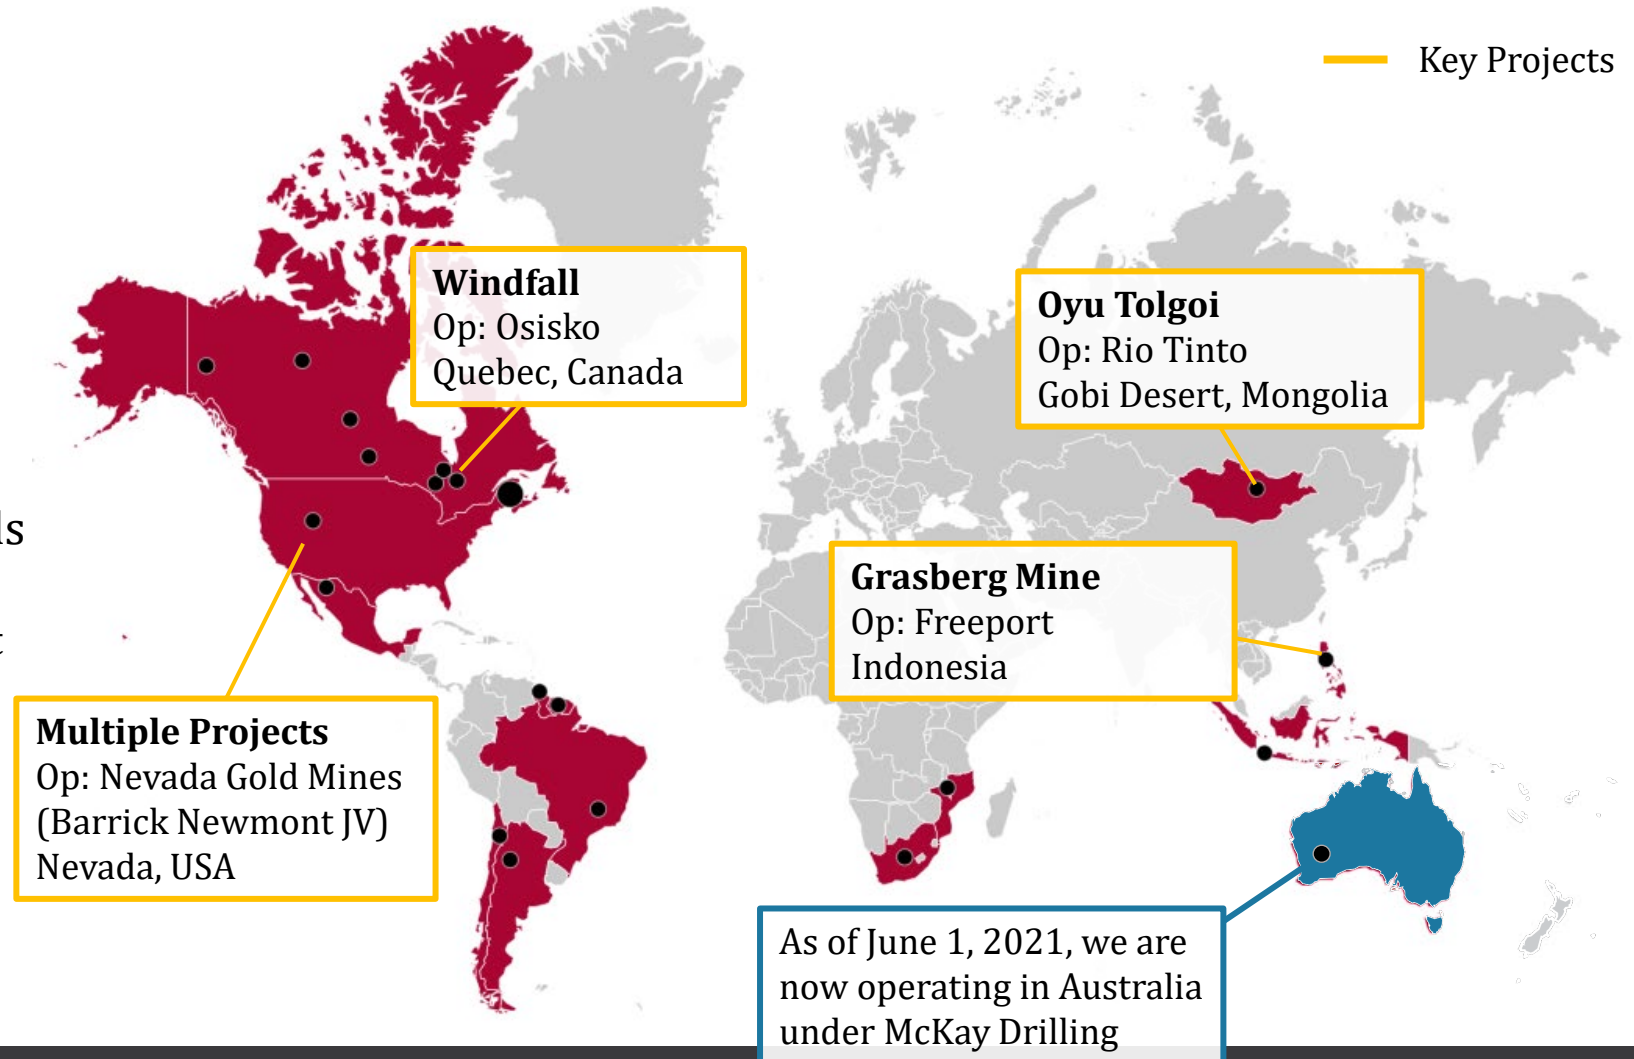 Key Projects
Windfall
Op: Osisko
Quebec, Canada
Oyu Tolgoi
Op: Rio Tinto
Gobi Desert, Mongolia
ls
t
Grasberg Mine
Op: Freeport
Indonesia
Multiple Projects
Op: Nevada Gold Mines
(Barrick Newmont JV)
Nevada, USA
As of June 1, 2021, we are
now operating in Australia
under McKay Drilling